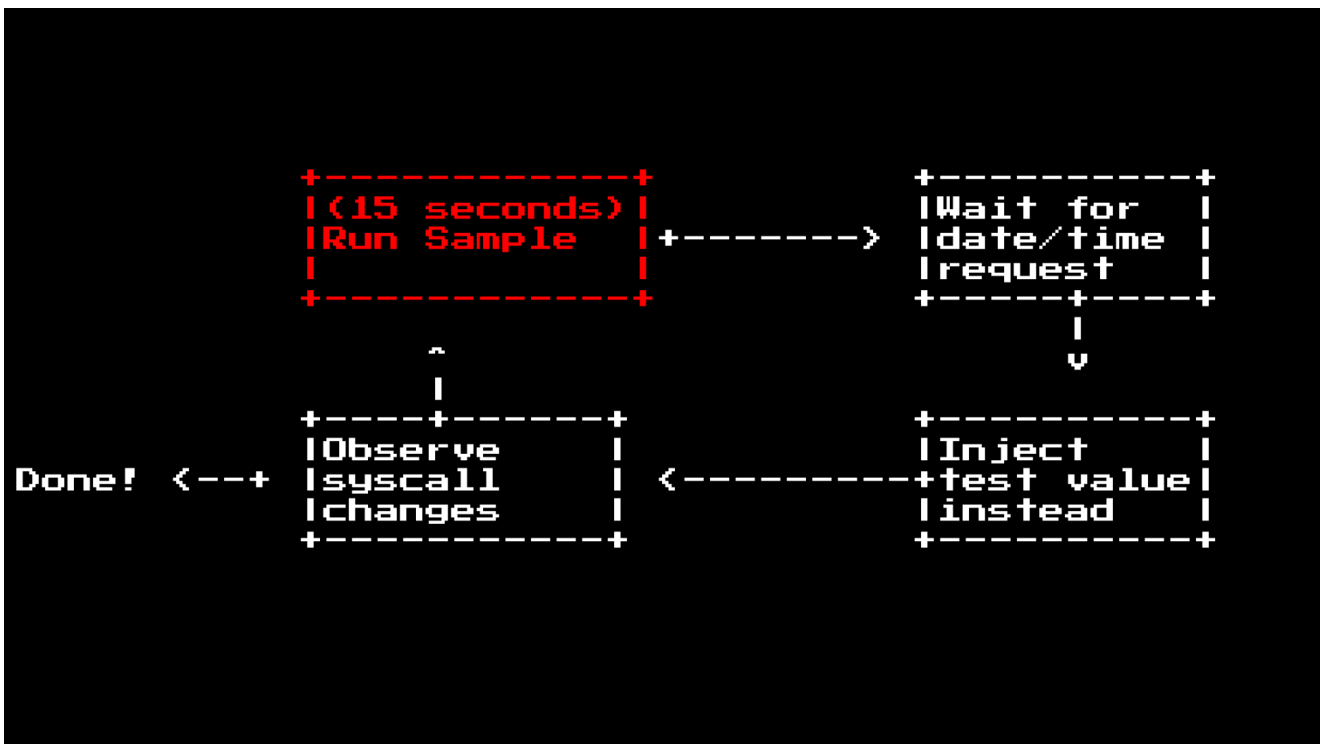 (15 seconds)
Run Sample
Wait for
date/time
request
Done!
Observe
syscall
changes
Inject
test value
instead